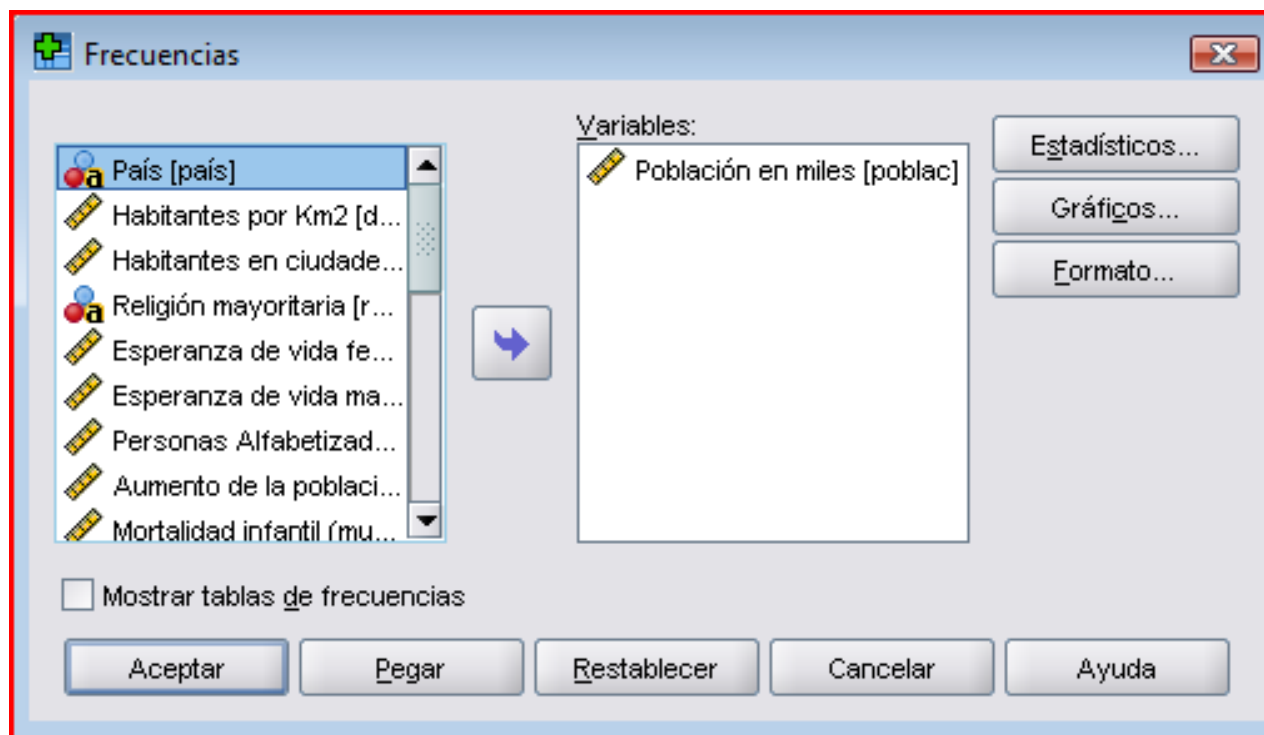 Frecuencias
País [país]
Habitantes por Km2 [d...
Habitantes en ciudade...
Religión mayoritaria [r...
Esperanza de vida fe...
Esperanza de vida ma...
Personas Alfabetizad...
Aumento de la poblaci...
Mortalidad infantil (mu...
Variables:
Población en miles [poblac]
Estadísticos...
Gráficos...
Formato...
Mostrar tablas de frecuencias
Aceptar
Pegar
Restablecer
Cancelar
Ayuda